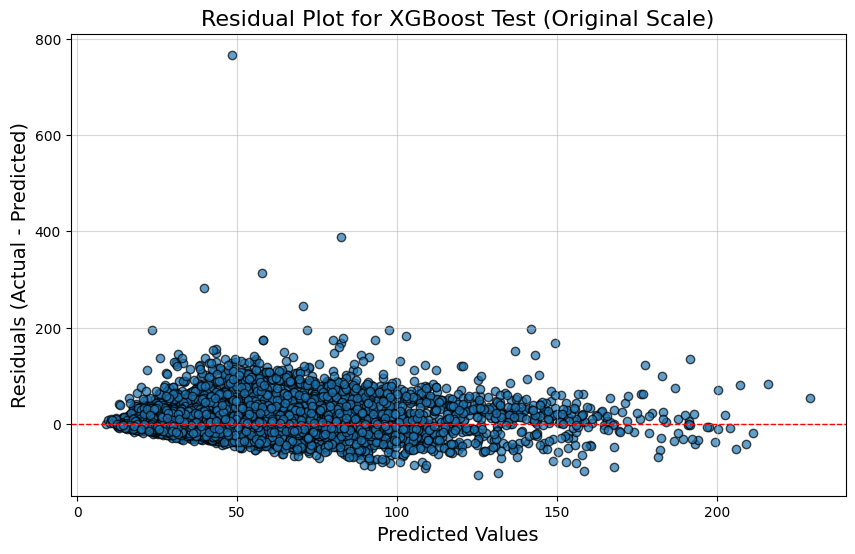 Residual Plot for XGBoost Test (Original Scale)
800
600
400
200
0
Residuals (Actual - Predicted)
0 50 100 150 200
Predicted Values